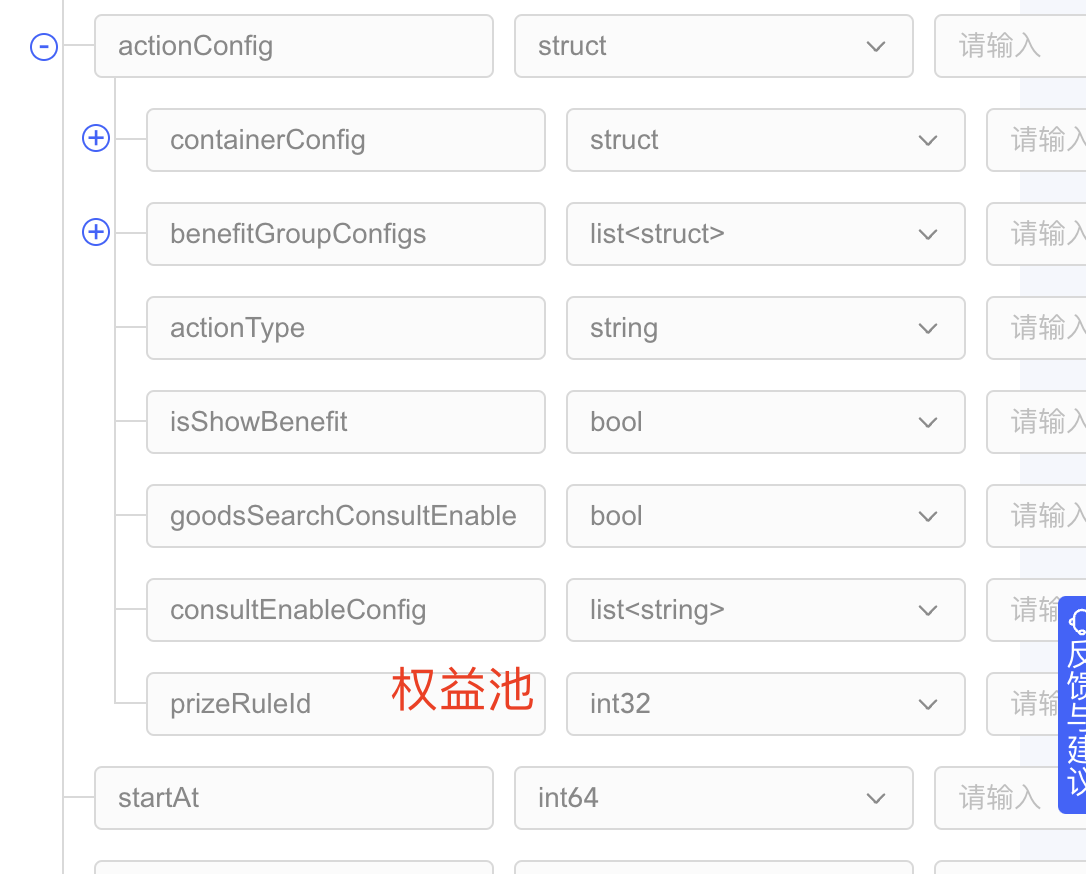 actionConfig struct 请输入
containerConfig struct 请输入
benefitGroupConfigs list<struct> 请输入
actionType string 请输入
isShowBenefit bool 请输入
goodsSearchConsultEnable bool 请输入
consultEnableConfig list<string> 请输
prizeRuleId 权益池 int32 请输
startAt int64 请输入
反馈与建议